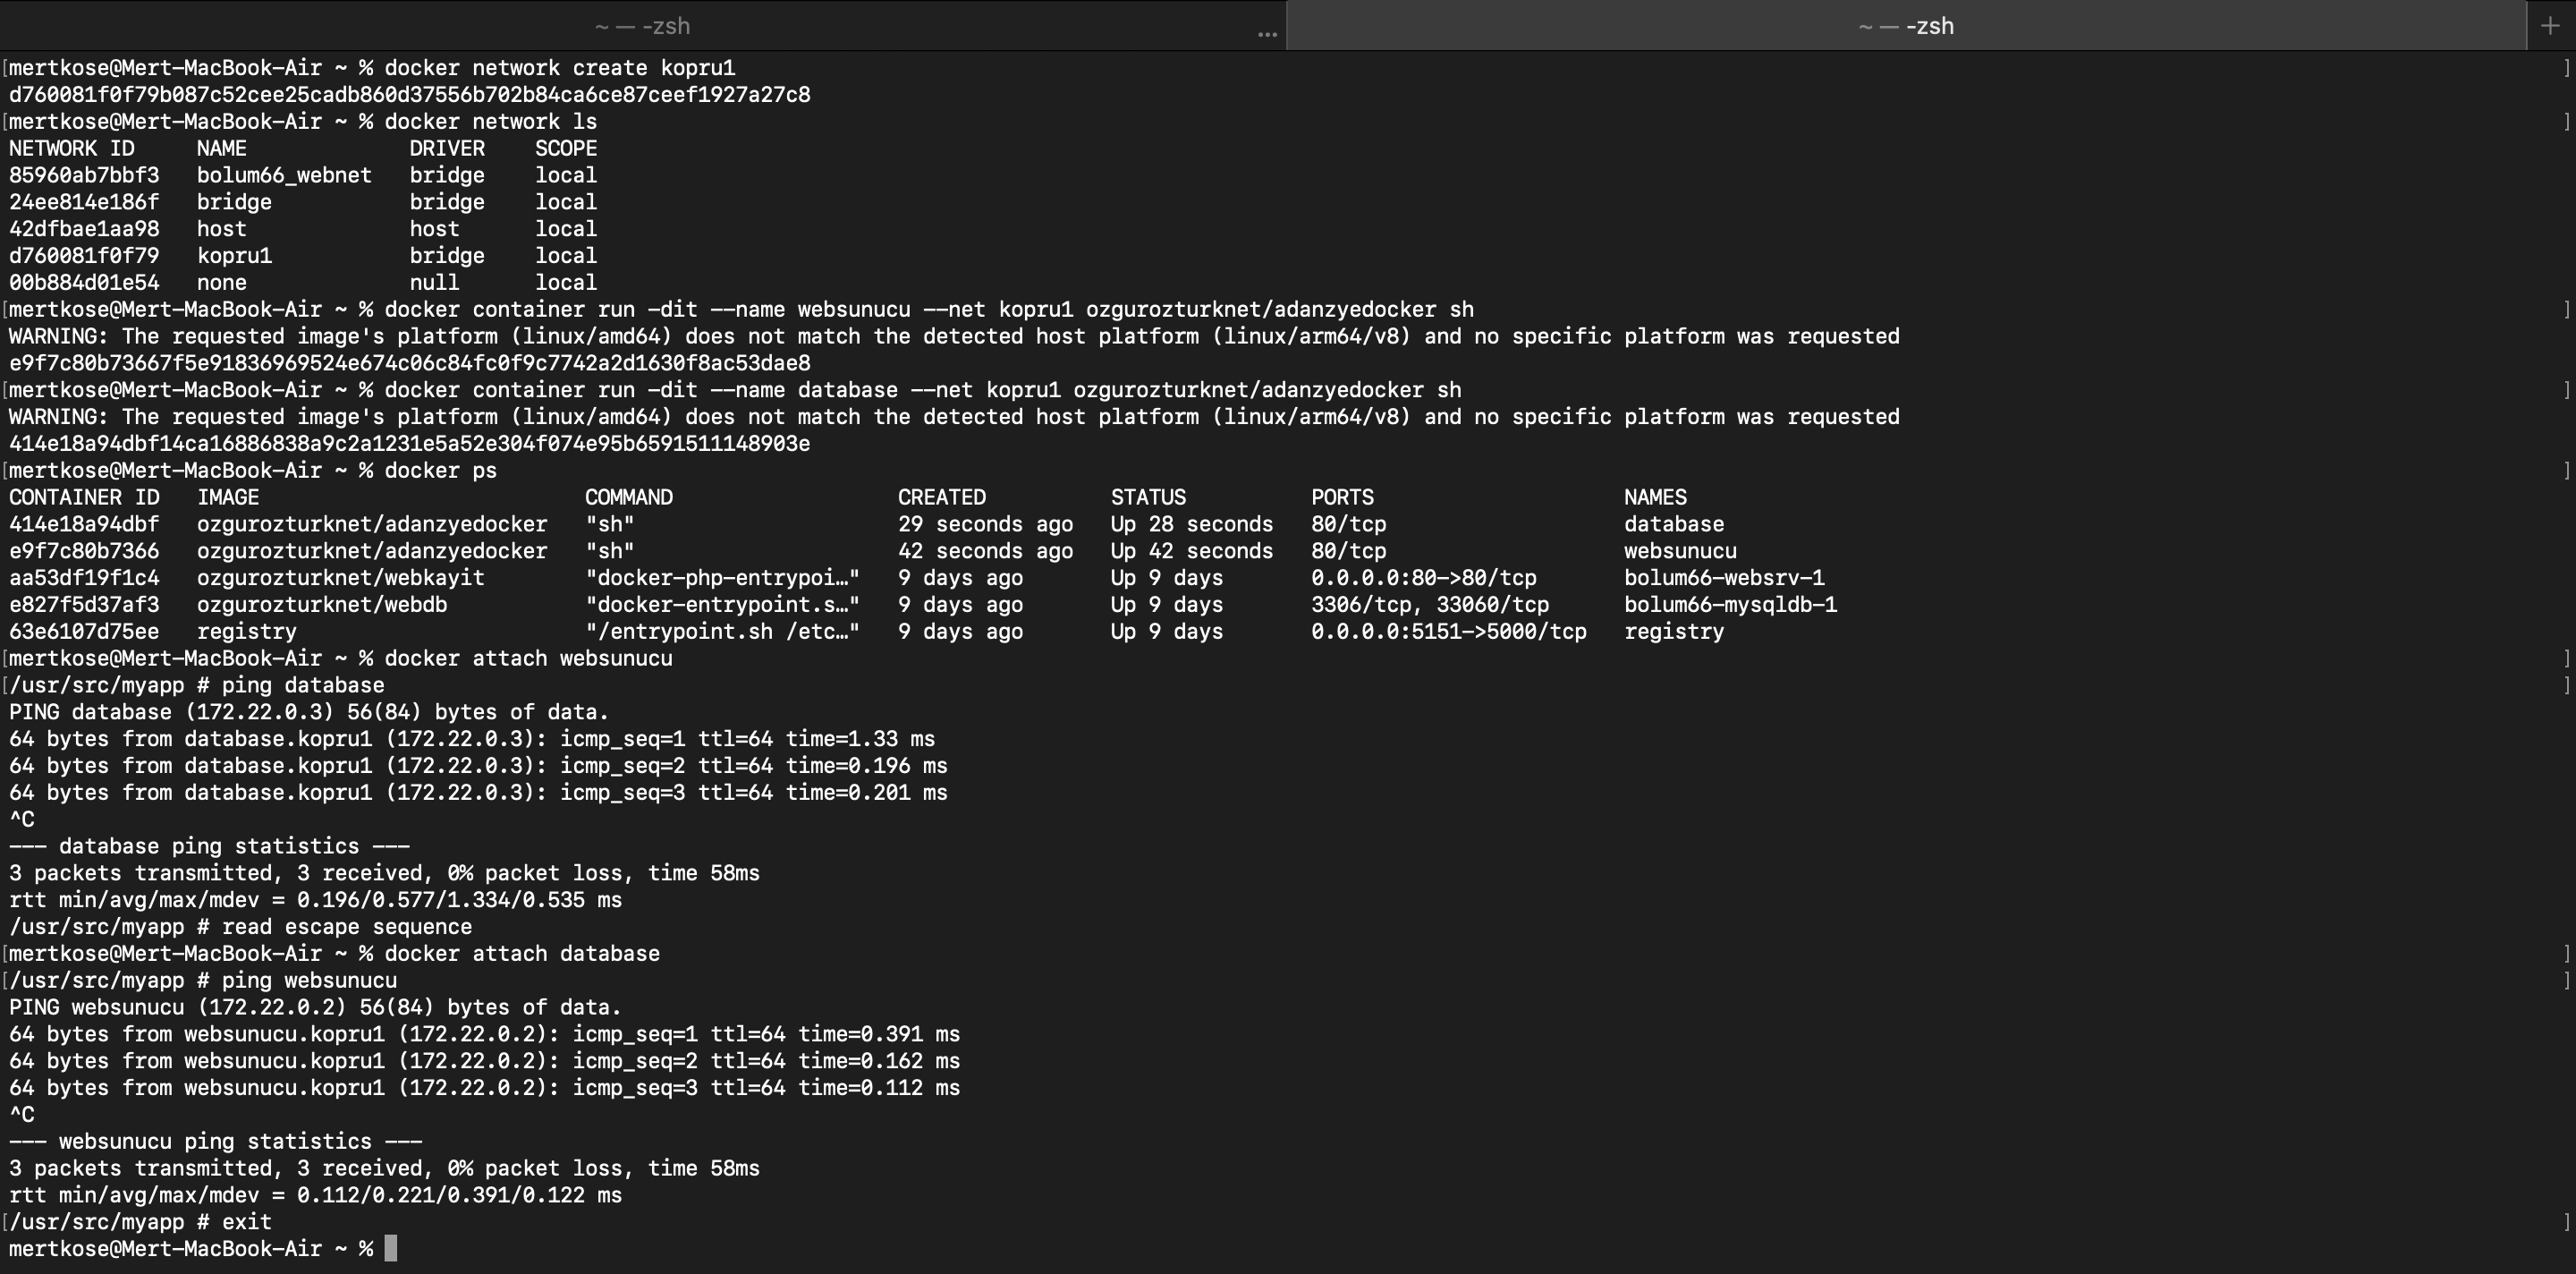 ~ — -zsh ... ~ — -zsh +
[mertkose@Mert-MacBook-Air ~ % docker network create kopru1 ]
d760081f0f79b087c52cee25cadb860d37556b702b84ca6ce87ceef1927a27c8
[mertkose@Mert-MacBook-Air ~ % docker network ls ]
NETWORK ID     NAME             DRIVER    SCOPE
85960ab7bbf3   bolum66_webnet   bridge    local
24ee814e186f   bridge           bridge    local
42dfbae1aa98   host             host      local
d760081f0f79   kopru1           bridge    local
00b884d01e54   none             null      local
[mertkose@Mert-MacBook-Air ~ % docker container run -dit --name websunucu --net kopru1 ozgurozturknet/adanzyedocker sh ]
WARNING: The requested image's platform (linux/amd64) does not match the detected host platform (linux/arm64/v8) and no specific platform was requested
e9f7c80b73667f5e91836969524e674c06c84fc0f9c7742a2d1630f8ac53dae8
[mertkose@Mert-MacBook-Air ~ % docker container run -dit --name database --net kopru1 ozgurozturknet/adanzyedocker sh ]
WARNING: The requested image's platform (linux/amd64) does not match the detected host platform (linux/arm64/v8) and no specific platform was requested
414e18a94dbf14ca16886838a9c2a1231e5a52e304f074e95b6591511148903e
[mertkose@Mert-MacBook-Air ~ % docker ps ]
CONTAINER ID   IMAGE                          COMMAND                  CREATED          STATUS          PORTS                    NAMES
414e18a94dbf   ozgurozturknet/adanzyedocker   "sh"                     29 seconds ago   Up 28 seconds   80/tcp                   database
e9f7c80b7366   ozgurozturknet/adanzyedocker   "sh"                     42 seconds ago   Up 42 seconds   80/tcp                   websunucu
aa53df19f1c4   ozgurozturknet/webkayit        "docker-php-entrypoi…"   9 days ago       Up 9 days       0.0.0.0:80->80/tcp       bolum66-websrv-1
e827f5d37af3   ozgurozturknet/webdb           "docker-entrypoint.s…"   9 days ago       Up 9 days       3306/tcp, 33060/tcp      bolum66-mysqldb-1
63e6107d75ee   registry                       "/entrypoint.sh /etc…"   9 days ago       Up 9 days       0.0.0.0:5151->5000/tcp   registry
[mertkose@Mert-MacBook-Air ~ % docker attach websunucu ]
[/usr/src/myapp # ping database ]
PING database (172.22.0.3) 56(84) bytes of data.
64 bytes from database.kopru1 (172.22.0.3): icmp_seq=1 ttl=64 time=1.33 ms
64 bytes from database.kopru1 (172.22.0.3): icmp_seq=2 ttl=64 time=0.196 ms
64 bytes from database.kopru1 (172.22.0.3): icmp_seq=3 ttl=64 time=0.201 ms
^C
--- database ping statistics ---
3 packets transmitted, 3 received, 0% packet loss, time 58ms
rtt min/avg/max/mdev = 0.196/0.577/1.334/0.535 ms
/usr/src/myapp # read escape sequence
[mertkose@Mert-MacBook-Air ~ % docker attach database ]
[/usr/src/myapp # ping websunucu ]
PING websunucu (172.22.0.2) 56(84) bytes of data.
64 bytes from websunucu.kopru1 (172.22.0.2): icmp_seq=1 ttl=64 time=0.391 ms
64 bytes from websunucu.kopru1 (172.22.0.2): icmp_seq=2 ttl=64 time=0.162 ms
64 bytes from websunucu.kopru1 (172.22.0.2): icmp_seq=3 ttl=64 time=0.112 ms
^C
--- websunucu ping statistics ---
3 packets transmitted, 3 received, 0% packet loss, time 58ms
rtt min/avg/max/mdev = 0.112/0.221/0.391/0.122 ms
[/usr/src/myapp # exit ]
mertkose@Mert-MacBook-Air ~ %